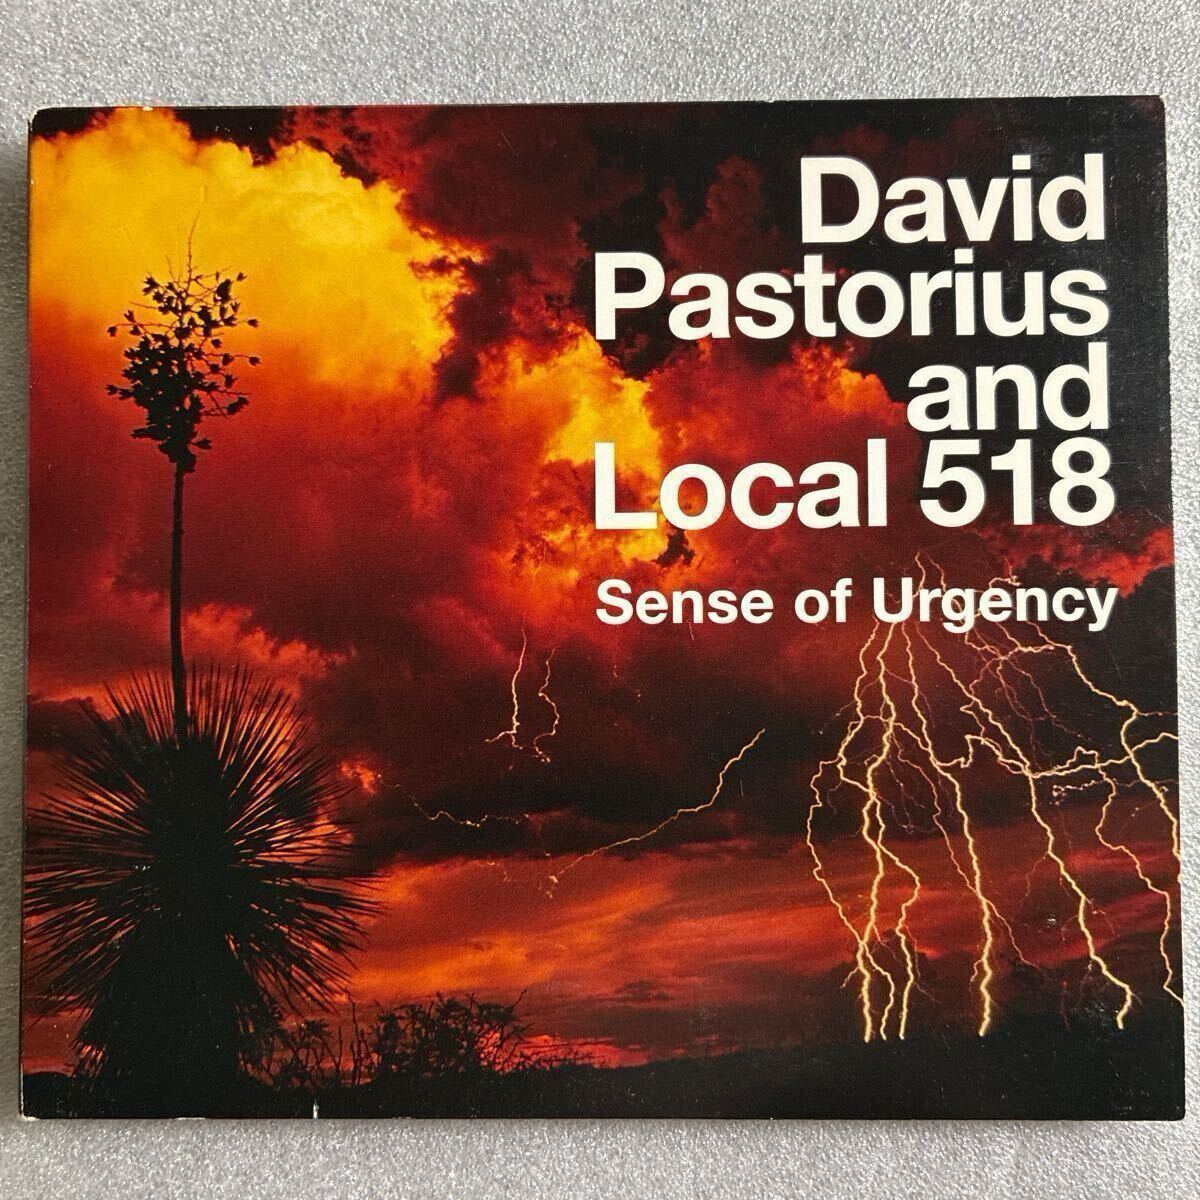 David
Pastorius
and
Local 518
Sense of Urgency